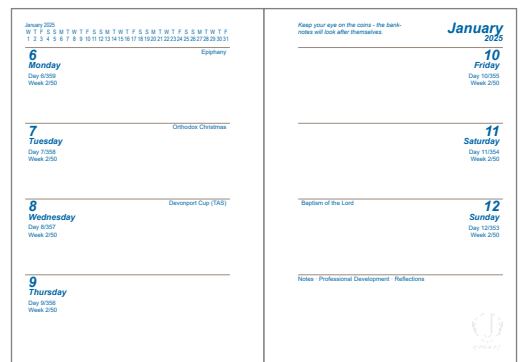 January 2025
W T F S S M T W T F S S M T W T F S S M T W T F S S M T W T F
1 2 3 4 5 6 7 8 9 10 11 12 13 14 15 16 17 18 19 20 21 22 23 24 25 26 27 28 29 30 31
6
Epiphany
Monday
Day 6/359
Week 2/50
7
Orthodox Christmas
Tuesday
Day 7/358
Week 2/50
8
Devonport Cup (TAS)
Wednesday
Day 8/357
Week 2/50
9
Thursday
Day 9/356
Week 2/50
Keep your eye on the coins - the bank-
notes will look after themselves.
January
2025
10
Friday
Day 10/355
Week 2/50
11
Saturday
Day 11/354
Week 2/50
Baptism of the Lord
12
Sunday
Day 12/353
Week 2/50
Notes · Professional Development · Reflections